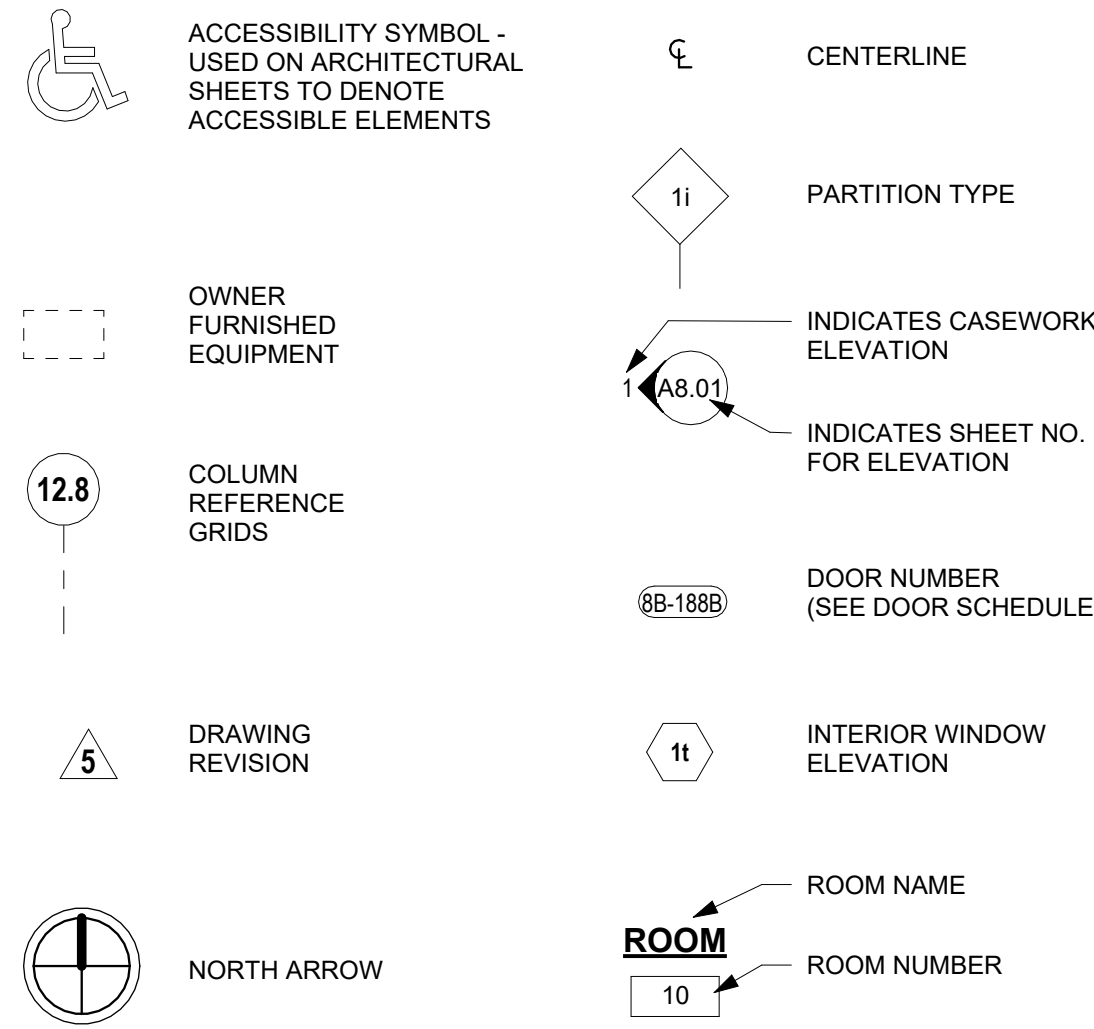 ACCESSIBILITY SYMBOL -
USED ON ARCHITECTURAL
SHEETS TO DENOTE
ACCESSIBLE ELEMENTS
OWNER
FURNISHED
EQUIPMENT
12.8
COLUMN
REFERENCE
GRIDS
5
DRAWING
REVISION
NORTH ARROW
℄
CENTERLINE
1i
PARTITION TYPE
INDICATES CASEWORK
ELEVATION
1
A8.01
INDICATES SHEET NO.
FOR ELEVATION
8B-188B
DOOR NUMBER
(SEE DOOR SCHEDULE
1t
INTERIOR WINDOW
ELEVATION
ROOM NAME
ROOM
10
ROOM NUMBER